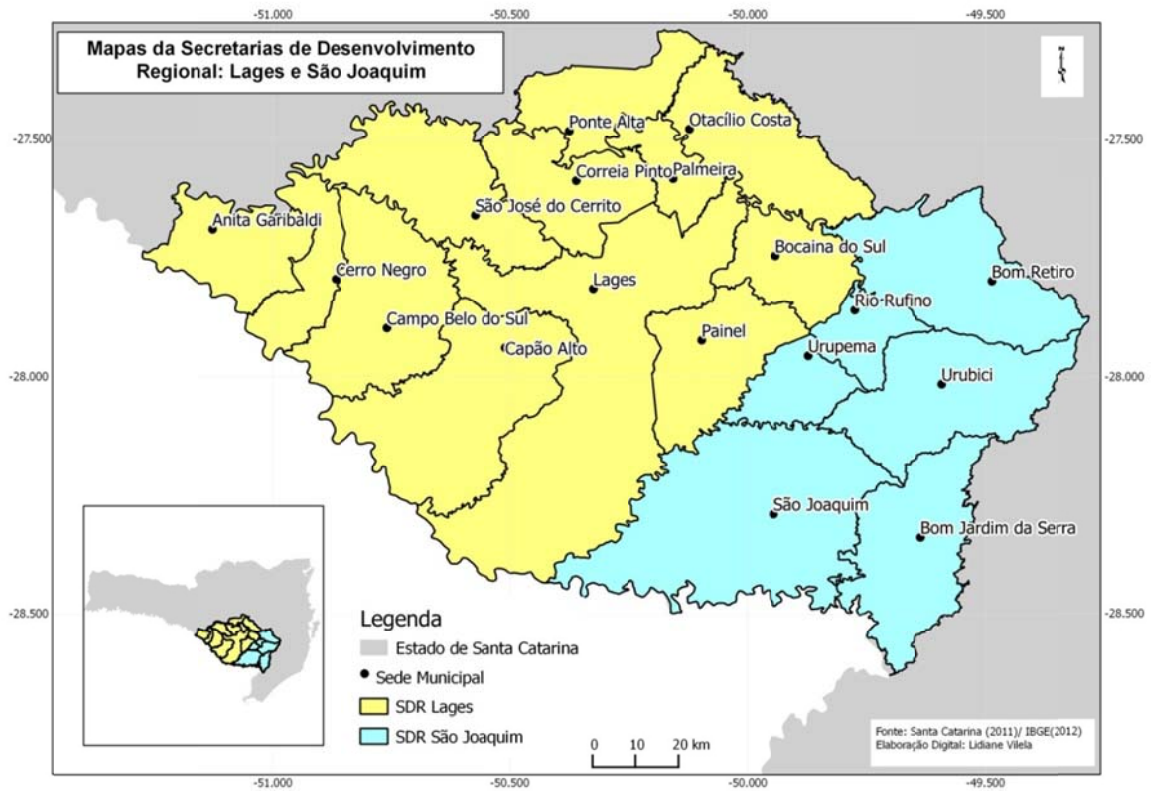 Mapas da Secretarias de Desenvolvimento
Regional: Lages e São Joaquim
-51.000
-50.500
-50.000
-49.500
-27.500
-27.500
Ponte Alta
Otacílio Costa
Correia Pinto
Palmeira
São José do Cerrito
Anita Garibaldi
Bocaina do Sul
Cerro Negro
Lages
Bom Retiro
Rio Rufino
Campo Belo do Sul
Capão Alto
Painel
Urupema
-28.000
-28.000
Urubici
São Joaquim
Bom Jardim da Serra
-28.500
-28.500
Legenda
Estado de Santa Catarina
Sede Municipal
SDR Lages
SDR São Joaquim
0 10 20 km
Fonte: Santa Catarina (2011)/ IBGE(2012)
Elaboração Digital: Lidiane Vilela
-51.000
-50.500
-50.000
-49.500